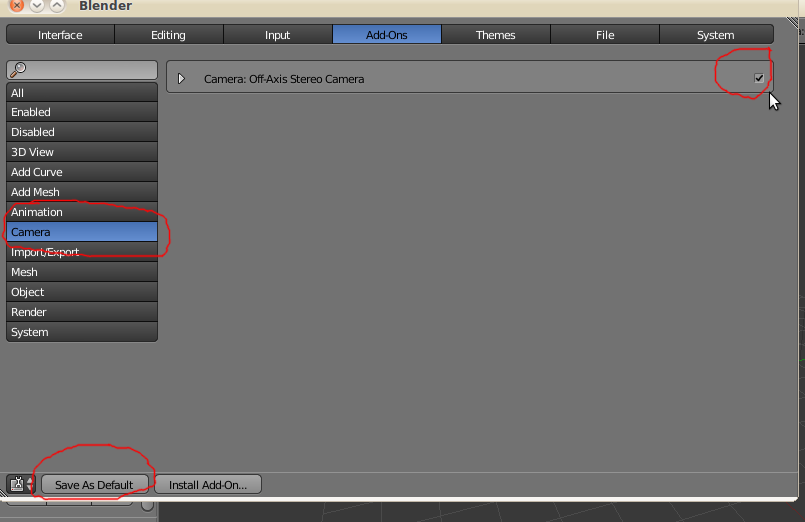 Blender
Interface Editing Input Add-Ons Themes File System
All
Camera: Off-Axis Stereo Camera
Enabled
Disabled
3D View
Add Curve
Add Mesh
Animation
Camera
Import/Export
Mesh
Object
Render
System
Save As Default Install Add-On...